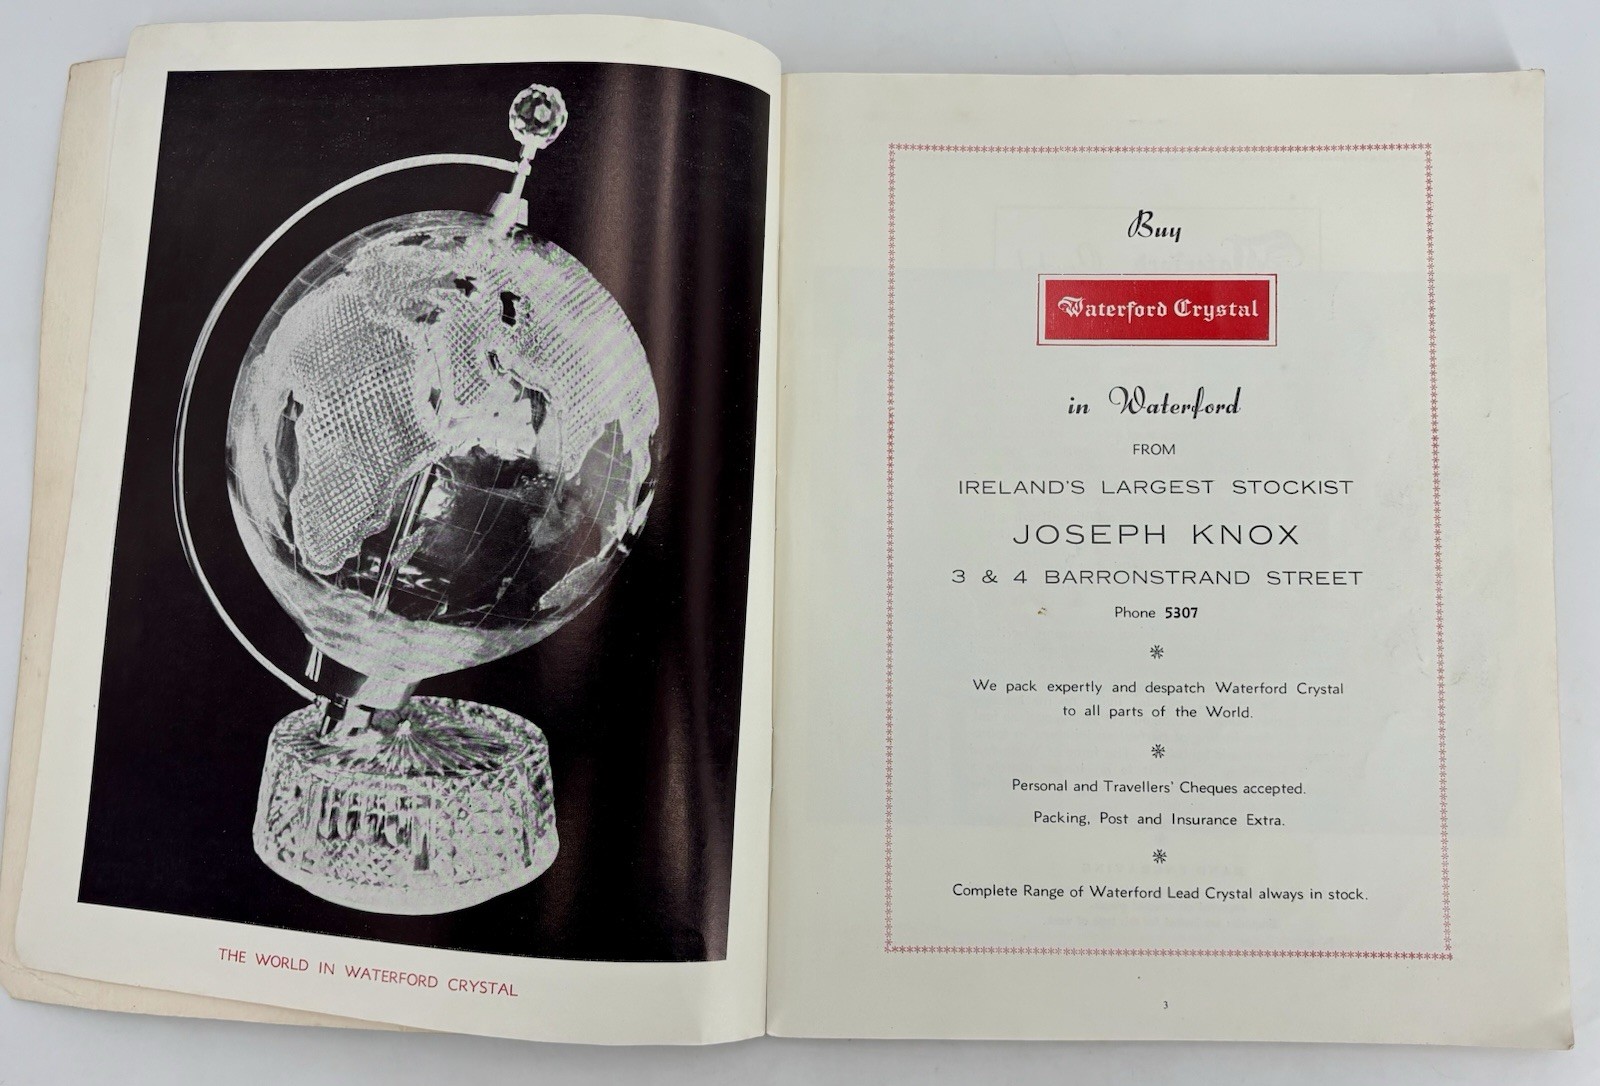 THE WORLD IN WATERFORD CRYSTAL
Buy
Waterford Crystal
in Waterford
FROM
IRELAND'S LARGEST STOCKIST
JOSEPH KNOX
3 & 4 BARRONSTRAND STREET
Phone 5307
We pack expertly and despatch Waterford Crystal
to all parts of the World.
Personal and Travellers' Cheques accepted.
Packing, Post and Insurance Extra.
Complete Range of Waterford Lead Crystal always in stock.
3